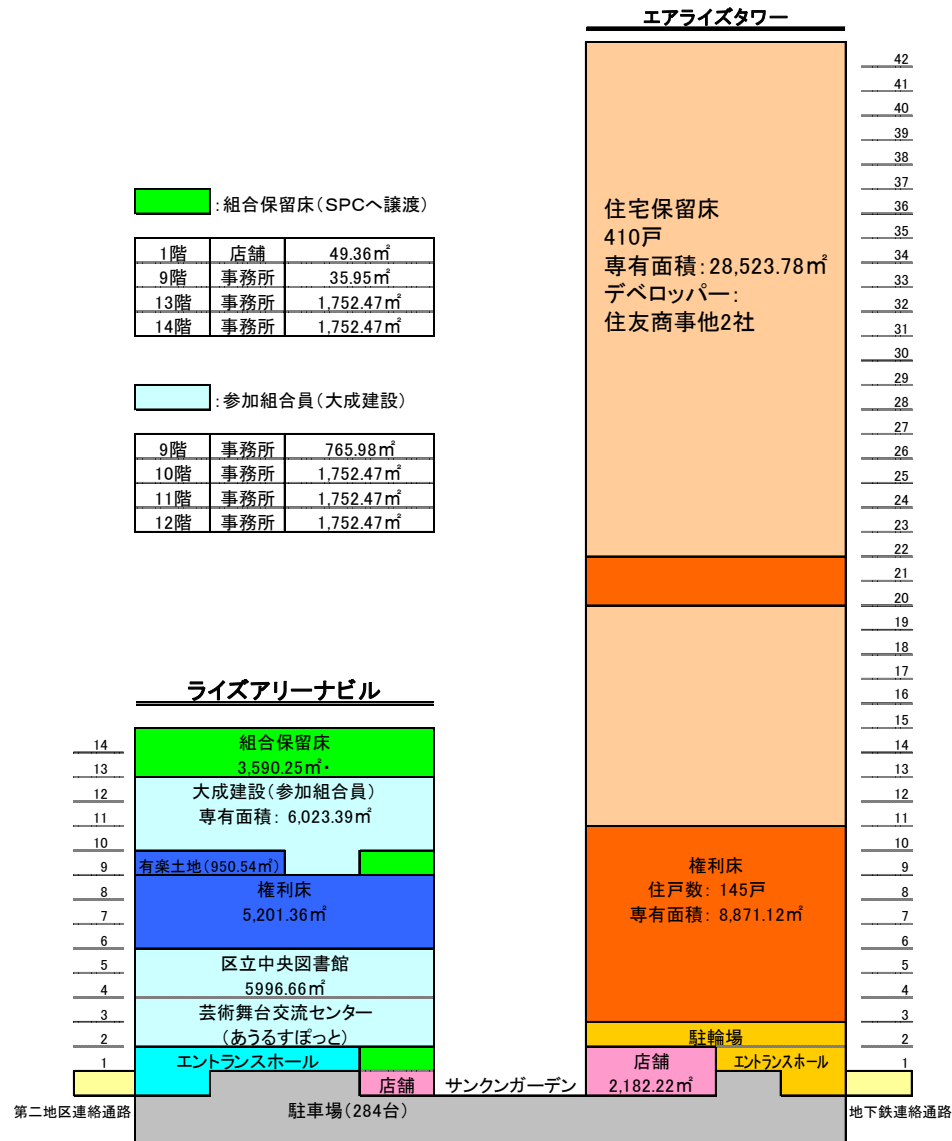 エアライズタワー
42
41
40
39
38
37
36
35
34
33
32
31
30
29
28
27
26
25
24
23
22
21
20
19
18
17
16
15
14
13
12
11
10
9
8
7
6
5
4
3
2
1
住宅保留床
410戸
専有面積:28,523.78㎡
デベロッパー:
住友商事他2社
:組合保留床(SPCへ譲渡)
1階 店舗 49.36㎡
9階 事務所 35.95㎡
13階 事務所 1,752.47㎡
14階 事務所 1,752.47㎡
:参加組合員(大成建設)
9階 事務所 765.98㎡
10階 事務所 1,752.47㎡
11階 事務所 1,752.47㎡
12階 事務所 1,752.47㎡
ライズアリーナビル
14
13
12
11
10
9
8
7
6
5
4
3
2
1
組合保留床
3,590.25㎡・
大成建設(参加組合員)
専有面積: 6,023.39㎡
有楽土地(950.54㎡)
権利床
5,201.36㎡
区立中央図書館
5996.66㎡
芸術舞台交流センター
(あうるすぽっと)
エントランスホール
店舗
権利床
住戸数: 145戸
専有面積: 8,871.12㎡
駐輪場
店舗
2,182.22㎡
エントランスホール
サンクンガーデン
第二地区連絡通路
駐車場(284台)
地下鉄連絡通路